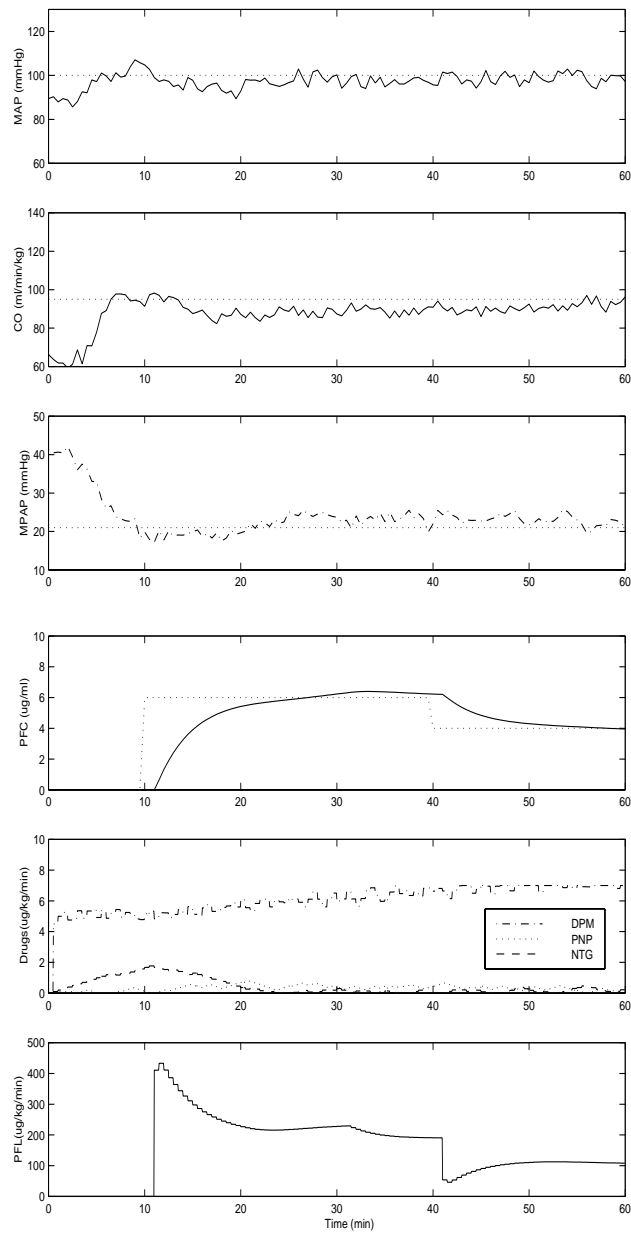 MAP (mmHg)
120
100
80
60
0 10 20 30 40 50 60
CO (ml/min/kg)
140
120
100
80
60
0 10 20 30 40 50 60
MPAP (mmHg)
50
40
30
20
10
0 10 20 30 40 50 60
PFC (ug/ml)
10
8
6
4
2
0
0 10 20 30 40 50 60
Drugs(ug/kg/min)
10
8
6
4
2
0
DPM
PNP
NTG
0 10 20 30 40 50 60
PFL(ug/kg/min)
500
400
300
200
100
0
0 10 20 30 40 50 60
Time (min)